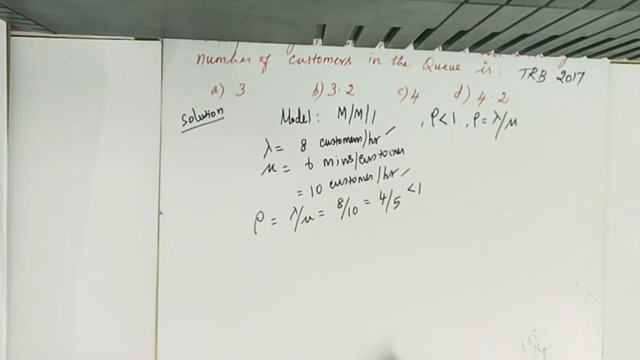 number of customers in the Queue is: TRB 2017
a) 3 b) 3.2 c) 4 d) 4.2
Solution Model: M/M/1 , ρ<1, ρ=λ/μ
λ = 8 customers/hr ✓
μ = 6 mins/customer
= 10 customer/hr ✓
ρ = λ/μ = 8/10 = 4/5 <1